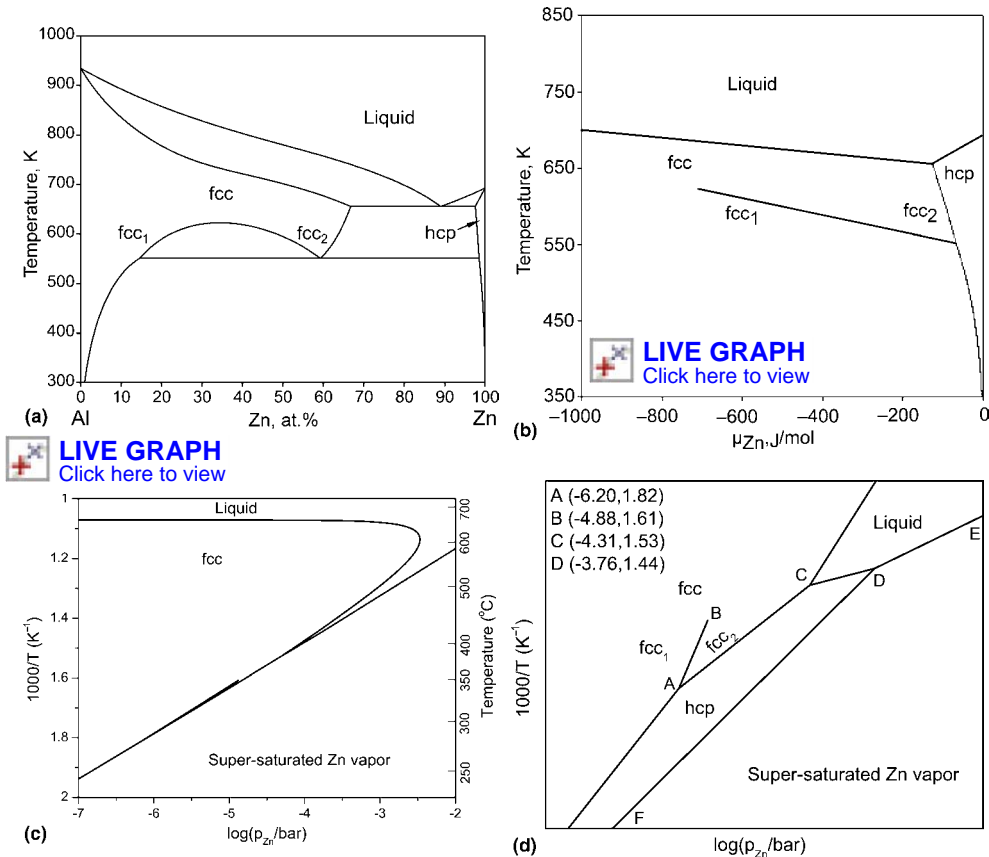 1000
900
800
700
600
500
400
300
Temperature, K
Liquid
fcc
fcc1
fcc2
hcp
0 10 20 30 40 50 60 70 80 90 100
(a) Al Zn, at.% Zn
850
750
650
550
450
350
Temperature, K
Liquid
fcc
hcp
fcc1
fcc2
LIVE GRAPH
Click here to view
–1000 –800 –600 –400 –200 0
(b) μZn,J/mol
LIVE GRAPH
Click here to view
1
1.2
1.4
1.6
1.8
2
1000/T (K⁻¹)
Liquid
fcc
Super-saturated Zn vapor
700
600
500
400
350
300
250
Temperature (°C)
-7 -6 -5 -4 -3 -2
(c) log(pZn/bar)
A (-6.20,1.82)
B (-4.88,1.61)
C (-4.31,1.53)
D (-3.76,1.44)
Liquid
E
C
D
fcc
B
fcc1
fcc2
A
hcp
Super-saturated Zn vapor
F
1000/T (K⁻¹)
(d) log(pZn/bar)